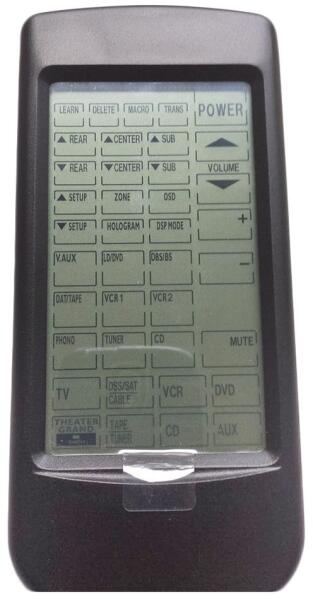 LEARN DELETE MACRO TRANS POWER
▲ REAR ▲ CENTER ▲ SUB
VOLUME
▼ REAR ▼ CENTER ▼ SUB
▲ SETUP ZONE OSD
+
▼ SETUP HOLOGRAM DSP MODE
V.AUX LD/DVD DBS/BS −
DAT/TAPE VCR 1 VCR 2
PHONO TUNER CD MUTE
TV DSS/SAT VCR DVD
CABLE
THEATER TAPE CD AUX
GRAND TUNER